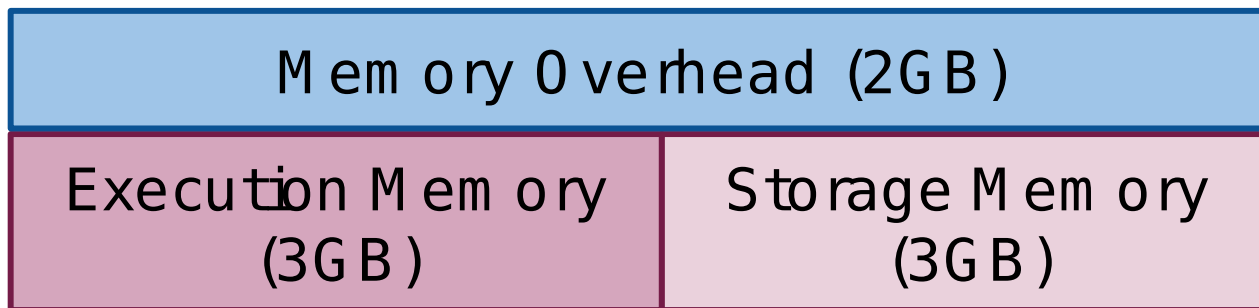 Memory Overhead (2GB)
Execution Memory
(3GB)
Storage Memory
(3GB)